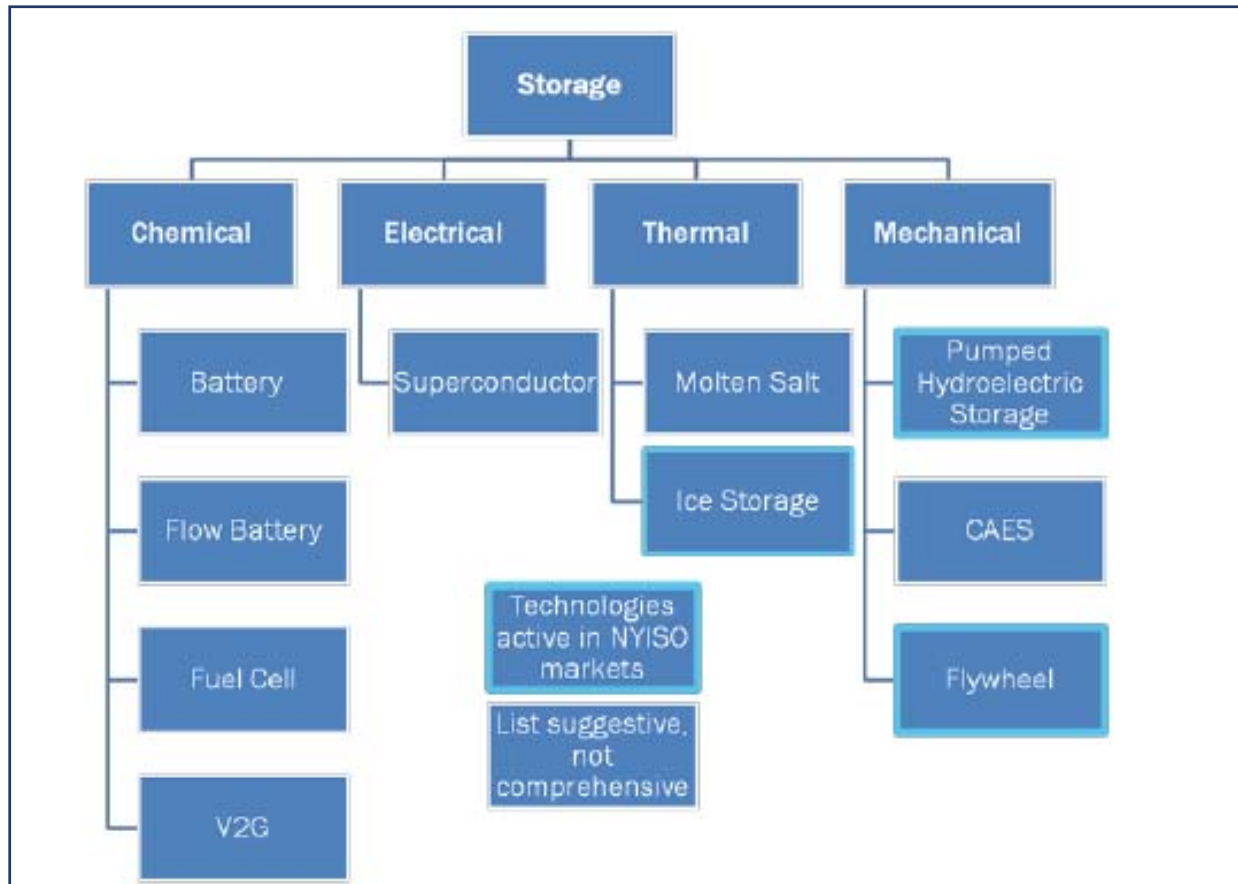 Storage
Chemical
Electrical
Thermal
Mechanical
Battery
Superconductor
Molten Salt
Pumped
Hydroelectric
Storage
Flow Battery
Ice Storage
CAES
Technologies
active in NYISO
markets
Fuel Cell
Flywheel
List suggestive,
not
comprehensive
V2G